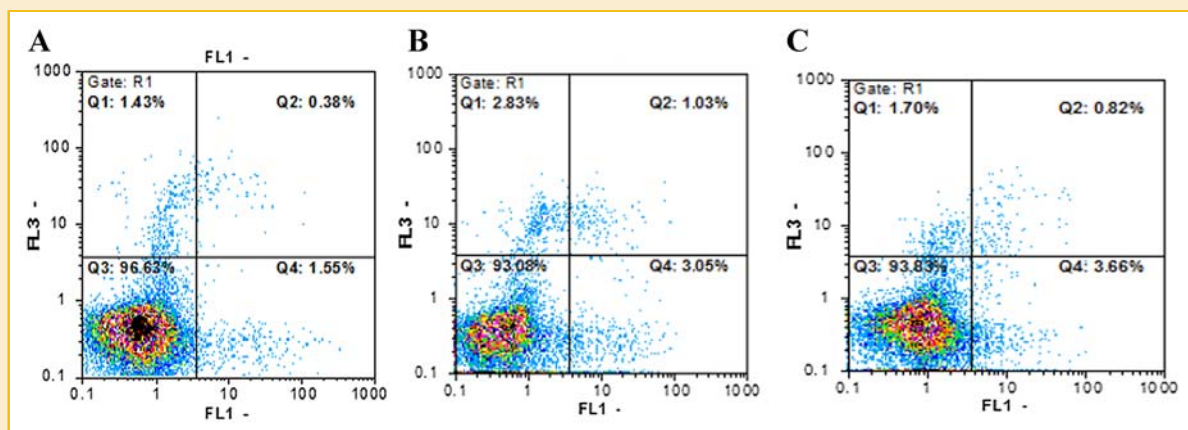 A
FL1 -
1000
100
10
1
0.1
FL3 -
Gate: R1
Q1: 1.43%
Q2: 0.38%
Q3: 96.63%
Q4: 1.55%
0.1
1
10
100
1000
FL1 -
B
1000
100
10
1
0.1
FL3 -
Gate: R1
Q1: 2.83%
Q2: 1.03%
Q3: 93.08%
Q4: 3.05%
0.1
1
10
100
1000
FL1 -
C
1000
100
10
1
0.1
FL3 -
Gate: R1
Q1: 1.70%
Q2: 0.82%
Q3: 93.83%
Q4: 3.66%
0.1
1
10
100
1000
FL1 -